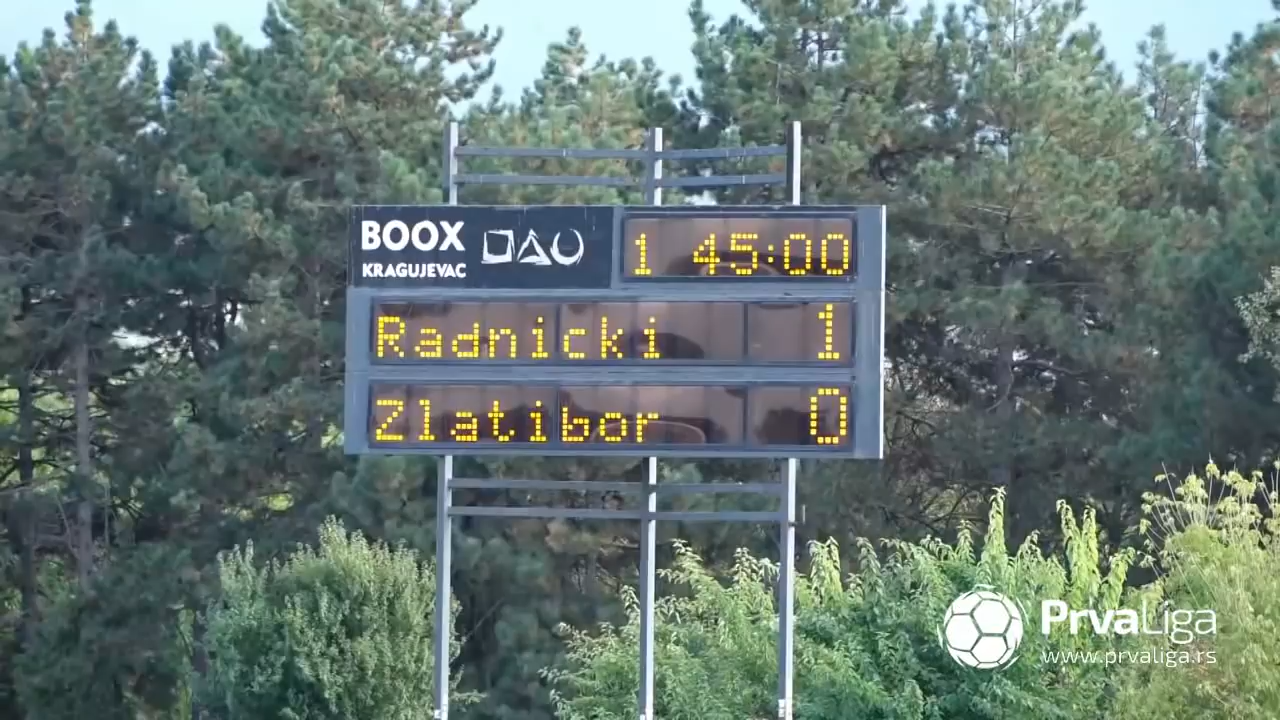 BOOX
KRAGUJEVAC
1 45:00
Radnicki 1
Zlatibor 0
PrvaLiga
www.prvaliga.rs